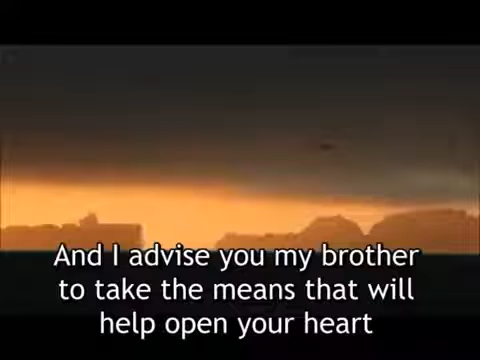 And I advise you my brother
to take the means that will
help open your heart